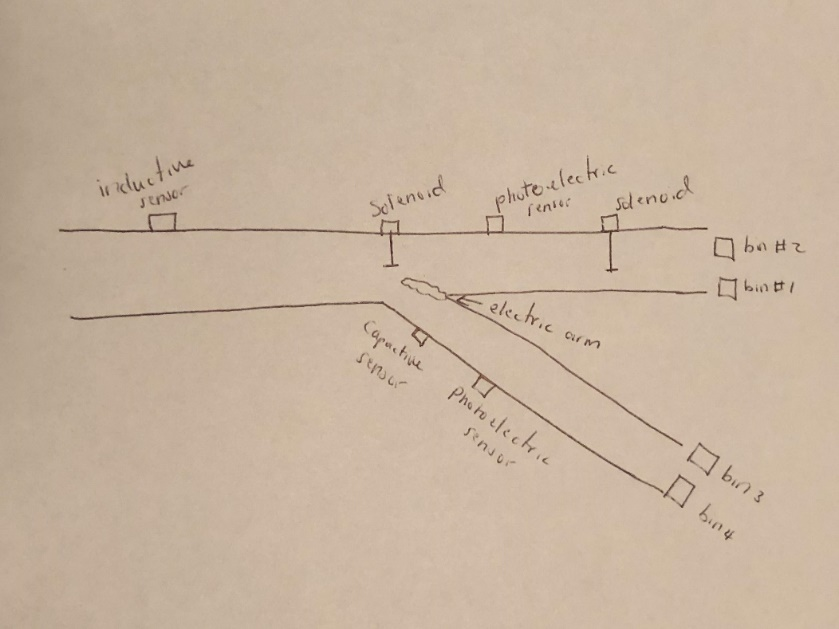 inductive
sensor
Solenoid
photoelectric
sensor
solenoid
bin #2
bin #1
electric arm
Capactive
sensor
photoelectric
sensor
bin 3
bin 4